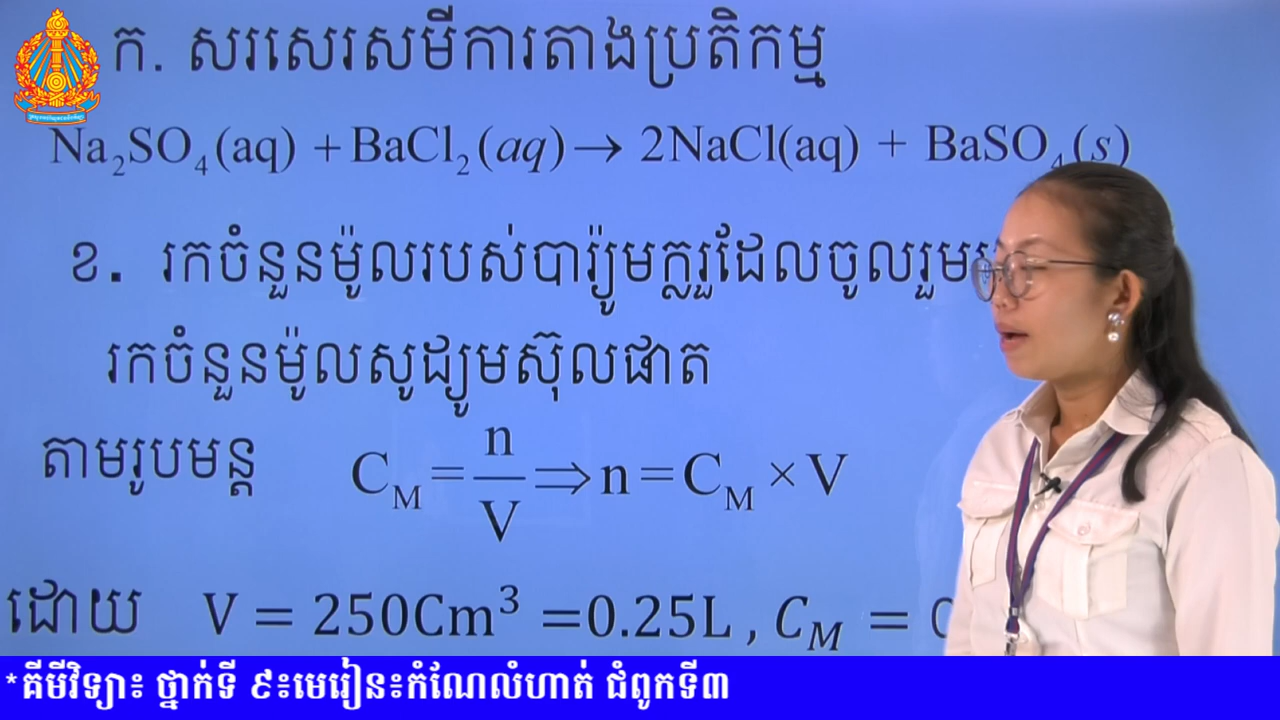 ក. សរសេរសមីការតាងប្រតិកម្ម
Na₂SO₄(aq) + BaCl₂(aq) → 2NaCl(aq) + BaSO₄(s)
ខ. រកចំនួនម៉ូលរបស់បារ្យ៉ូមក្លរួដែលចូលរួម
រកចំនួនម៉ូលសូដ្យូមស៊ុលផាត
តាមរូបមន្ត C_M = n/V ⇒ n = C_M × V
ដោយ V = 250Cm³ =0.25L , C_M = 0
*គីមីវិទ្យា៖ ថ្នាក់ទី ៩៖មេរៀន៖កំណែលំហាត់ ជំពូកទី៣